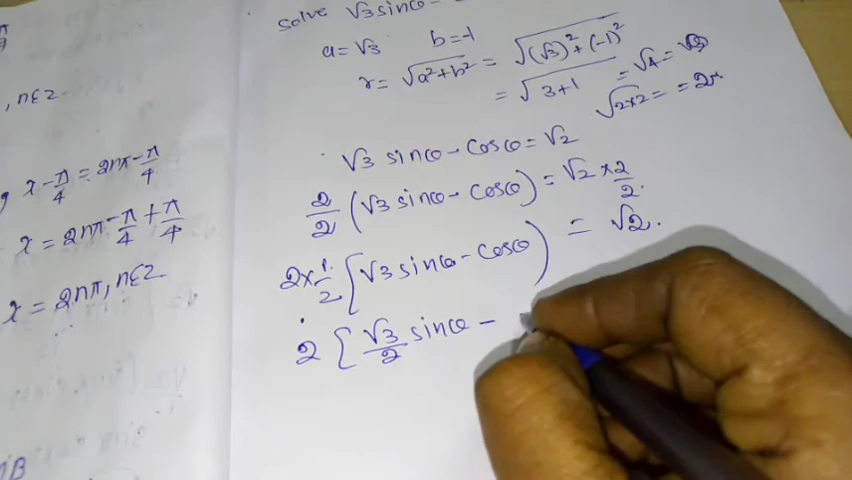 , nεz
, x - π/4 = 2nπ - π/4
x = 2nπ - π/4 + π/4
x = 2nπ, nεz
Solve √3 sinθ -
a = √3 b = -1
r = √a²+b² = √(√3)²+(-1)²
= √3+1 = √4 =
√2×2 = = 2
√3 sinθ - cosθ = √2
2/2 (√3 sinθ - cosθ) = √2 × 2/2.
2×1/2 [√3 sinθ - cosθ) = √2.
2 [√3/2 sinθ -